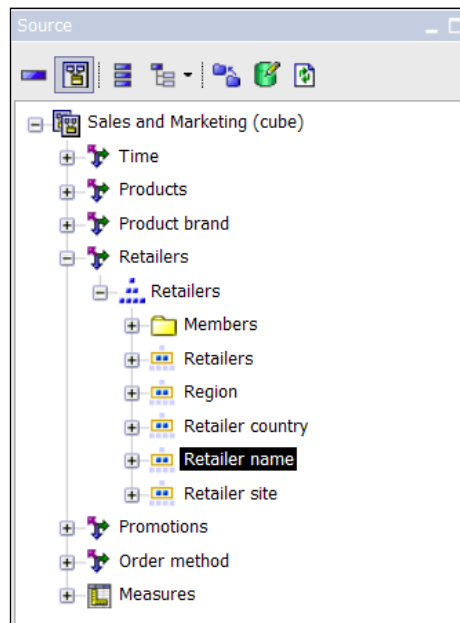 Source
Sales and Marketing (cube)
Time
Products
Product brand
Retailers
Retailers
Members
Retailers
Region
Retailer country
Retailer name
Retailer site
Promotions
Order method
Measures